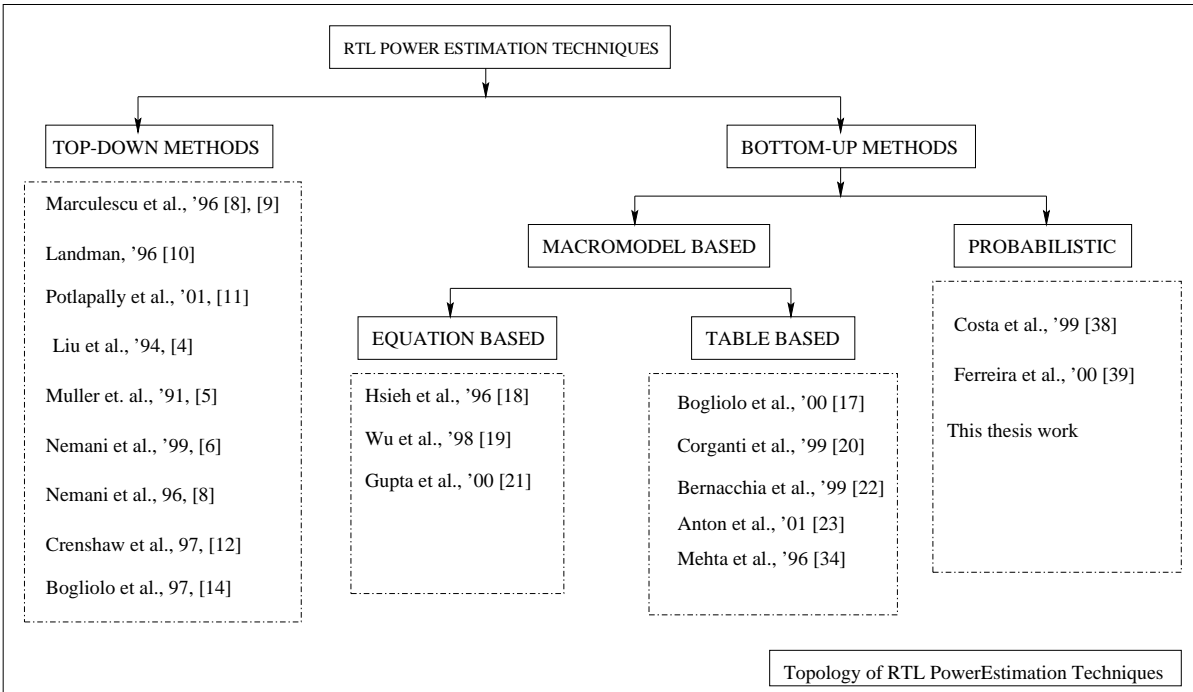 RTL POWER ESTIMATION TECHNIQUES
TOP-DOWN METHODS
Marculescu et al., '96 [8], [9]
Landman, '96 [10]
Potlapally et al., '01, [11]
Liu et al., '94, [4]
Muller et. al., '91, [5]
Nemani et al., '99, [6]
Nemani et al., 96, [8]
Crenshaw et al., 97, [12]
Bogliolo et al., 97, [14]
BOTTOM-UP METHODS
MACROMODEL BASED
EQUATION BASED
Hsieh et al., '96 [18]
Wu et al., '98 [19]
Gupta et al., '00 [21]
TABLE BASED
Bogliolo et al., '00 [17]
Corganti et al., '99 [20]
Bernacchia et al., '99 [22]
Anton et al., '01 [23]
Mehta et al., '96 [34]
PROBABILISTIC
Costa et al., '99 [38]
Ferreira et al., '00 [39]
This thesis work
Topology of RTL PowerEstimation Techniques